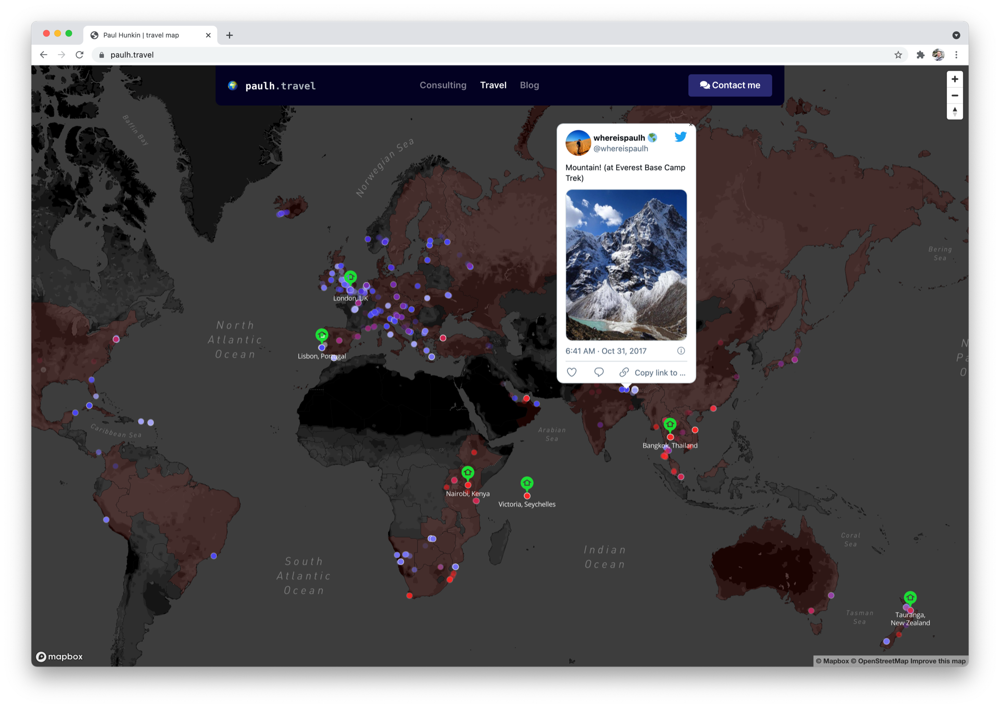 Paul Hunkin | travel map
paulh.travel
paulh.travel
Consulting
Travel
Blog
Contact me
Baffin Bay
Norwegian Sea
whereispaulh
@whereispaulh
Mountain! (at Everest Base Camp
Trek)
6:41 AM · Oct 31, 2017
Copy link to ...
Bering
Sea
London, UK
North
Atlantic
Ocean
Lisbon, Portugal
N
Pa
O
Caribbean Sea
Arabian
Sea
Bangkok, Thailand
Nairobi, Kenya
Victoria, Seychelles
Coral
Sea
Indian
Ocean
South
Atlantic
Ocean
Tasman
Sea
Tauranga,
New Zealand
mapbox
© Mapbox © OpenStreetMap Improve this map